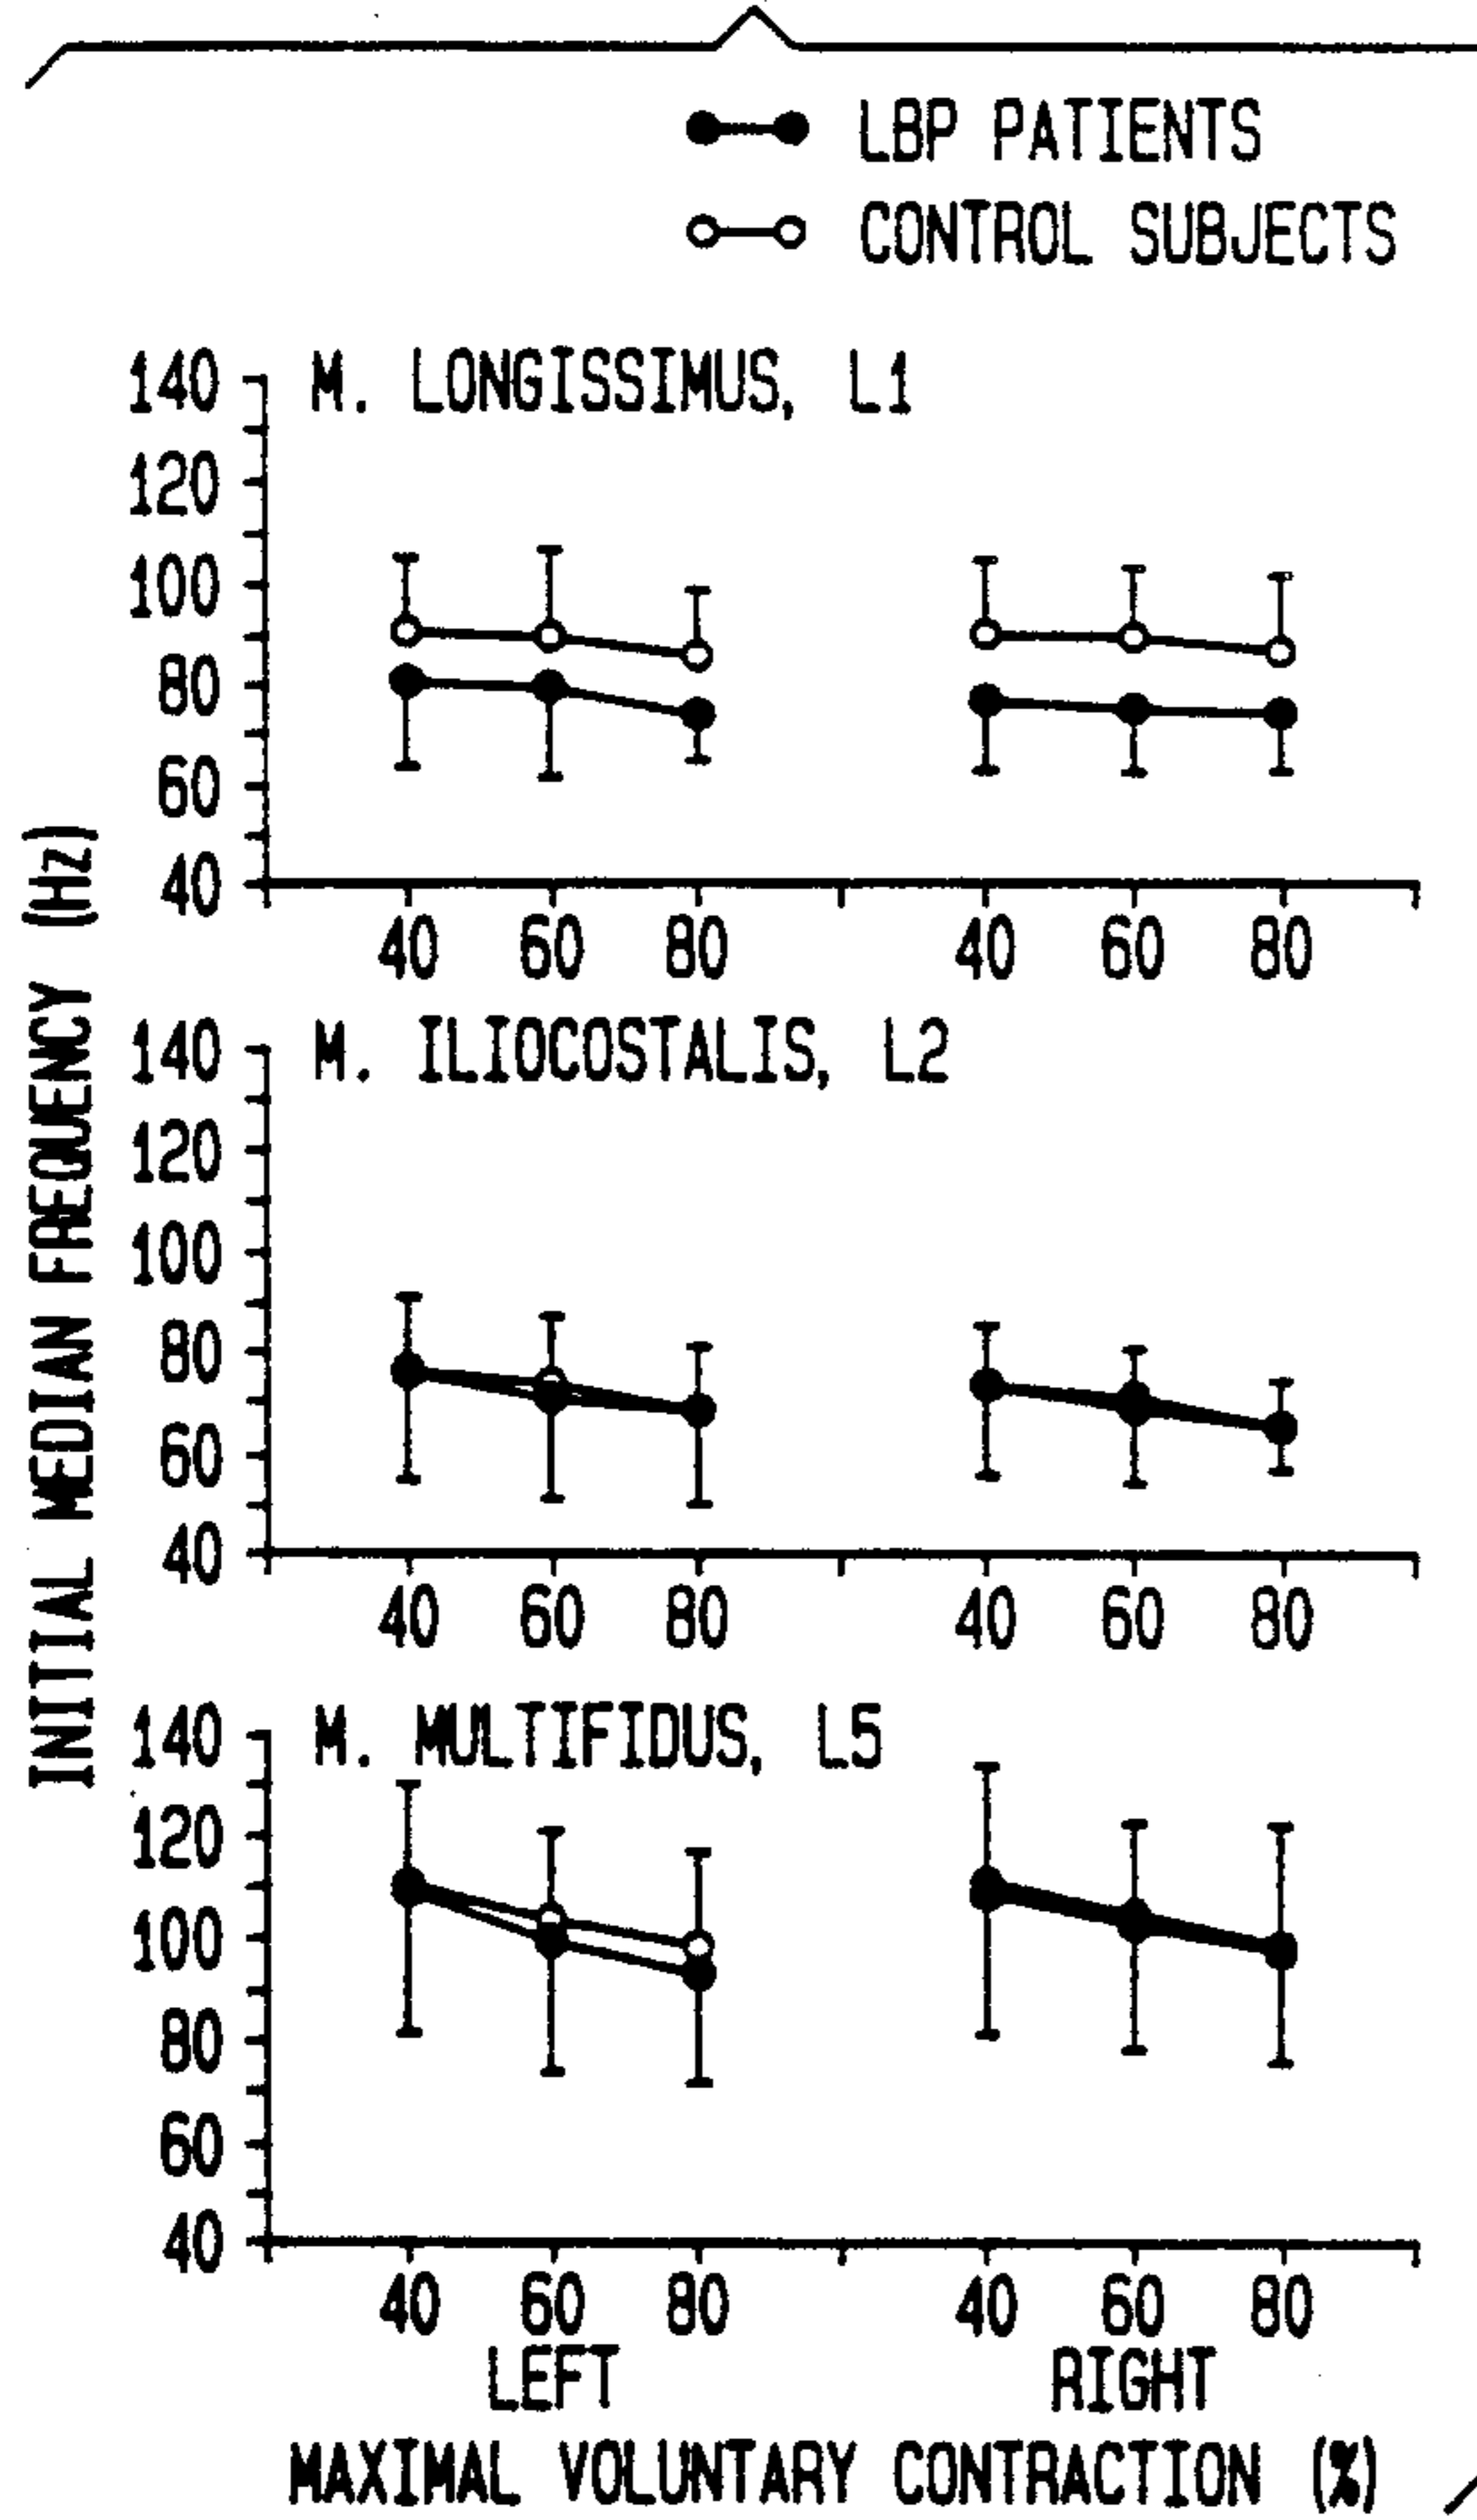 LBP PATIENTS
CONTROL SUBJECTS
INITIAL MEDIAN FREQUENCY (Hz)
M. LONGISSIMUS, L1
140
120
100
80
60
40
40 60 80 40 60 80
M. ILIOCOSTALIS, L2
140
120
100
80
60
40
40 60 80 40 60 80
M. MULTIFIDUS, L5
140
120
100
80
60
40
40 60 80 40 60 80
LEFT RIGHT
MAXIMAL VOLUNTARY CONTRACTION (%)